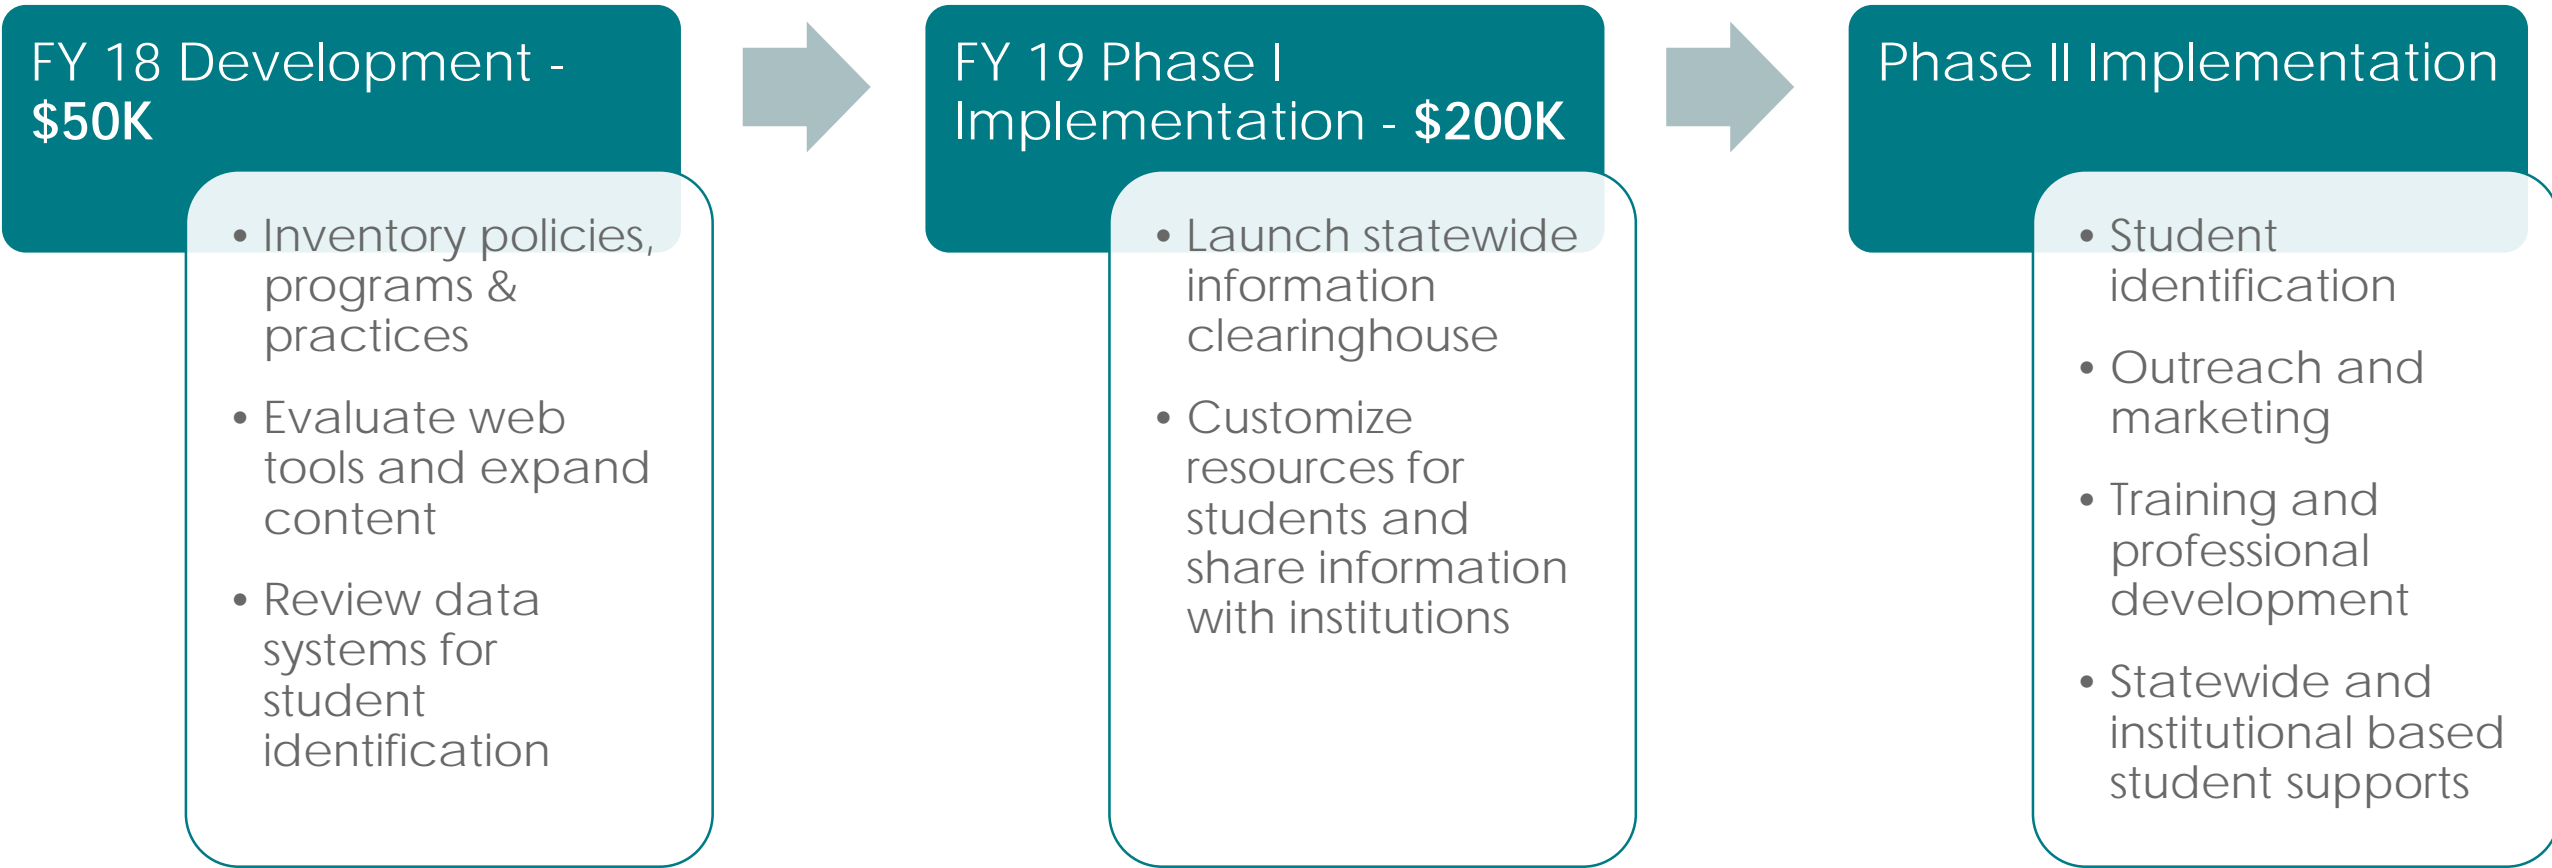 FY 18 Development -
$50K
• Inventory policies,
programs &
practices
• Evaluate web
tools and expand
content
• Review data
systems for
student
identification
FY 19 Phase I
Implementation - $200K
• Launch statewide
information
clearinghouse
• Customize
resources for
students and
share information
with institutions
Phase II Implementation
• Student
identification
• Outreach and
marketing
• Training and
professional
development
• Statewide and
institutional based
student supports